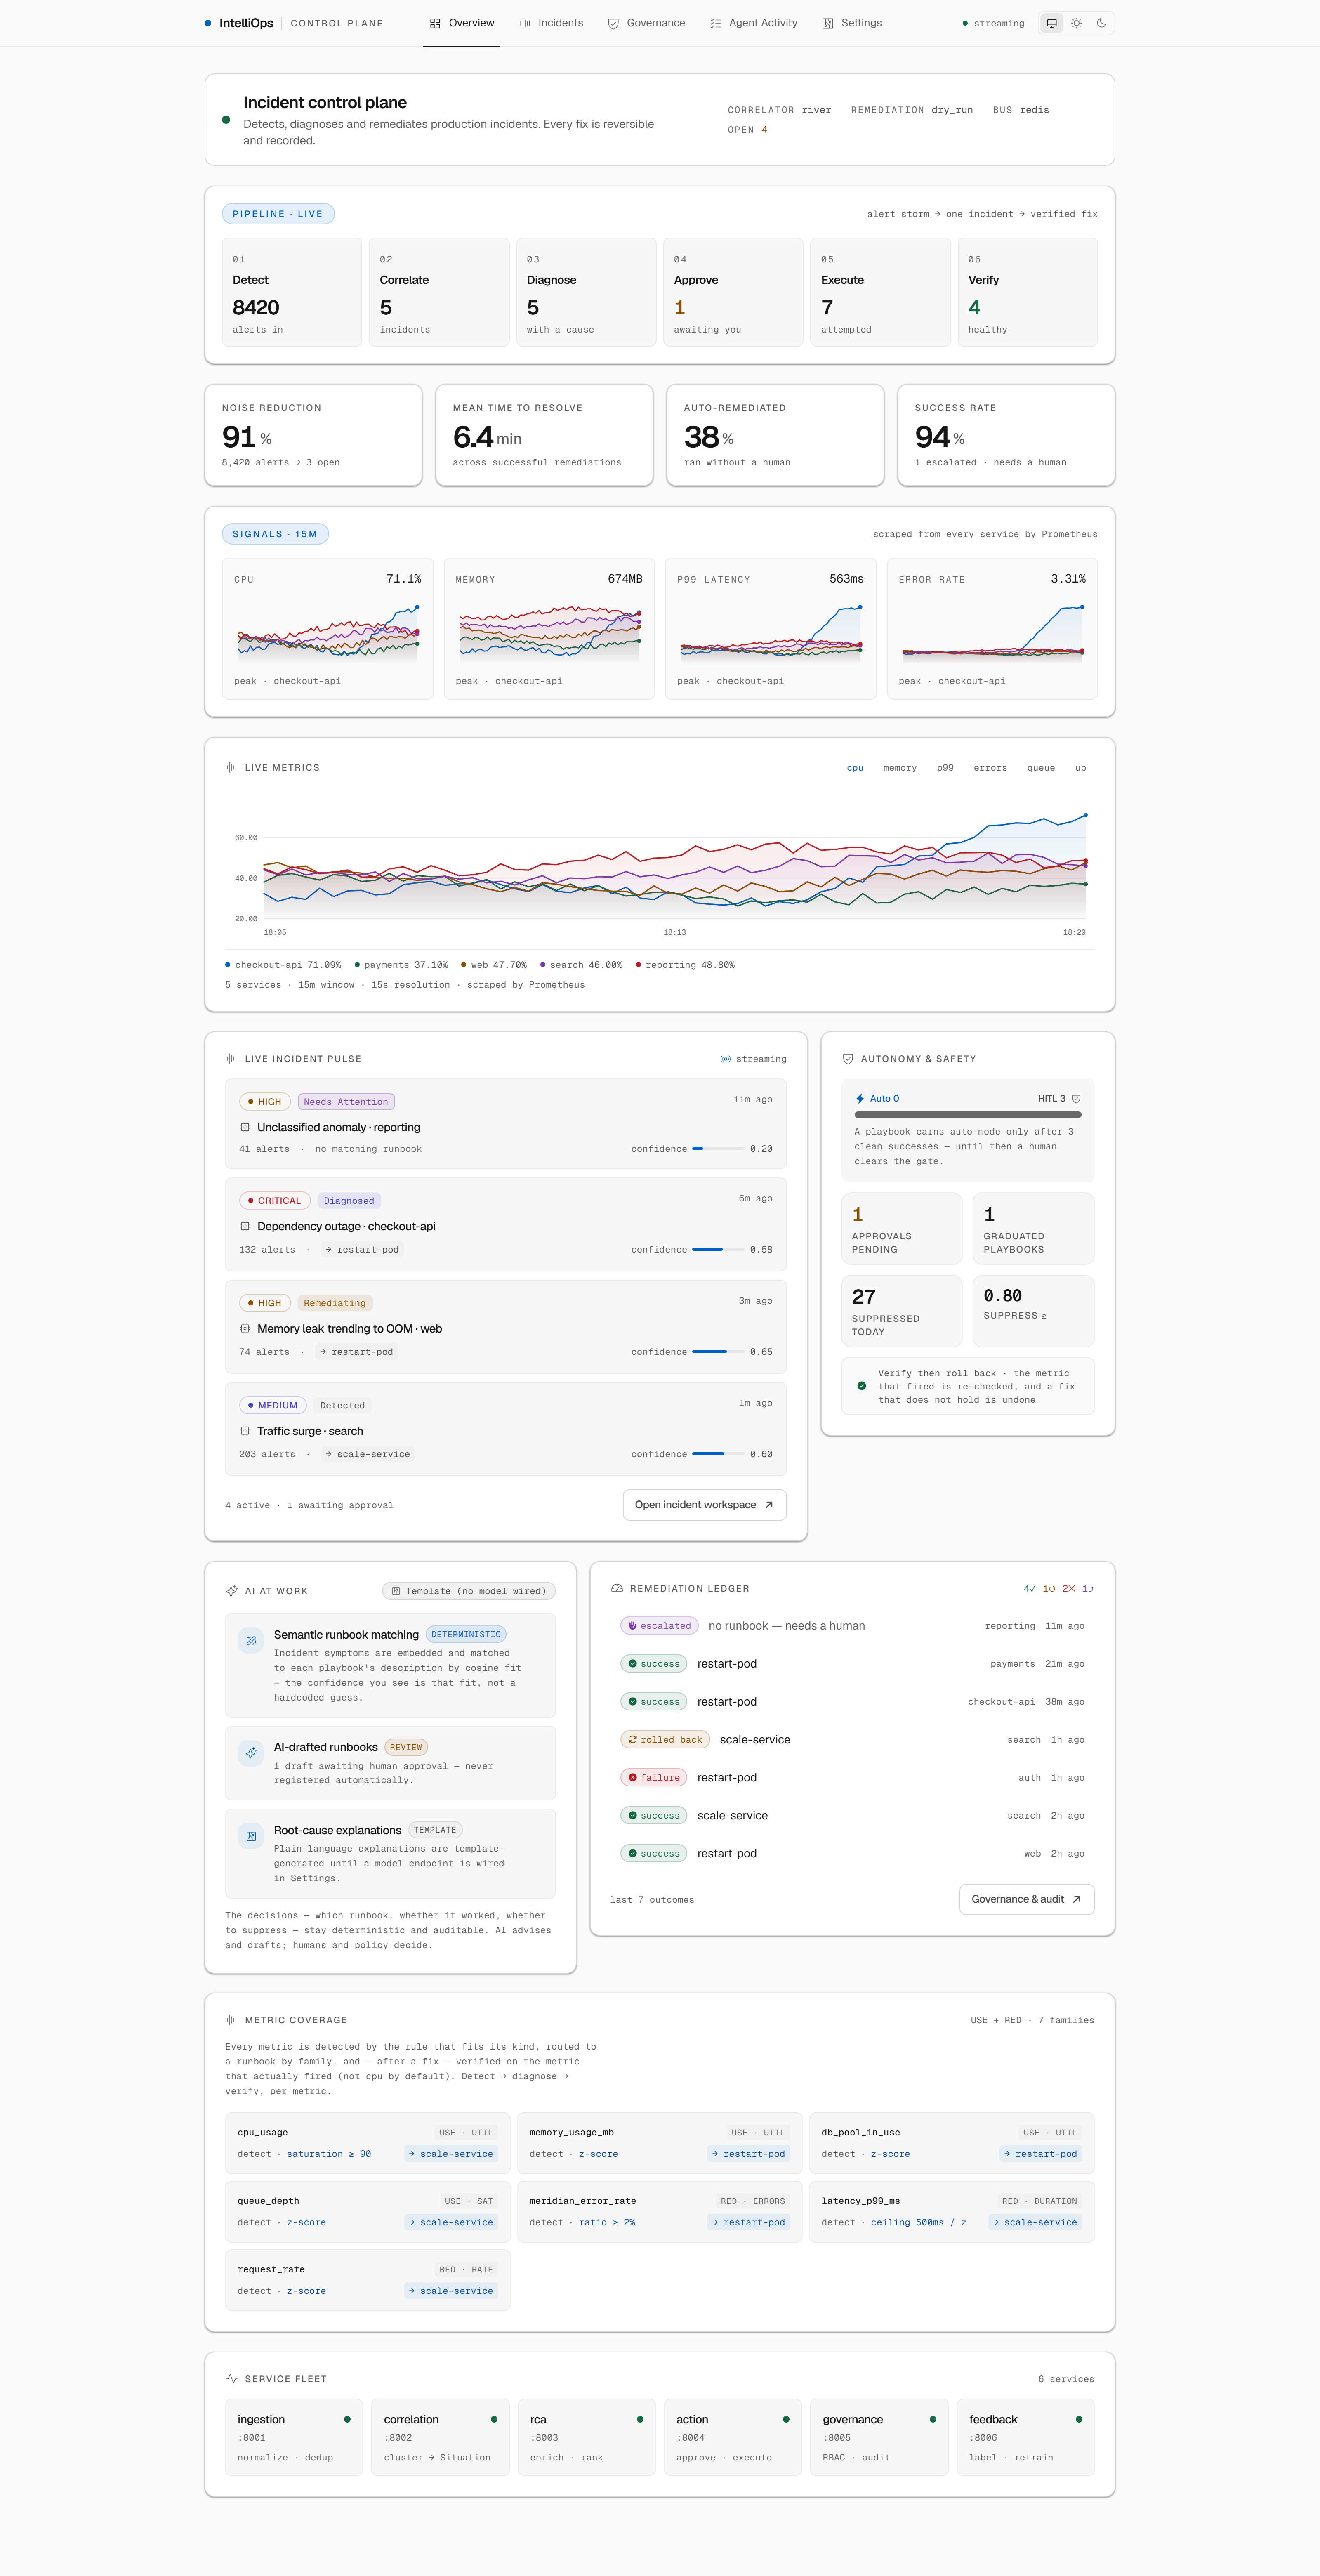 IntelliOps CONTROL PLANE Overview Incidents Governance Agent Activity Settings streaming
Incident control plane
Detects, diagnoses and remediates production incidents. Every fix is reversible
and recorded.
CORRELATOR river REMEDIATION dry_run BUS redis
OPEN 4
PIPELINE · LIVE
alert storm → one incident → verified fix
01
Detect
8420
alerts in
02
Correlate
5
incidents
03
Diagnose
5
with a cause
04
Approve
1
awaiting you
05
Execute
7
attempted
06
Verify
4
healthy
NOISE REDUCTION
91 %
8,420 alerts → 3 open
MEAN TIME TO RESOLVE
6.4 min
across successful remediations
AUTO-REMEDIATED
38 %
ran without a human
SUCCESS RATE
94 %
1 escalated · needs a human
SIGNALS · 15M
scraped from every service by Prometheus
CPU 71.1%
peak · checkout-api
MEMORY 674MB
peak · checkout-api
P99 LATENCY 563ms
peak · checkout-api
ERROR RATE 3.31%
peak · checkout-api
LIVE METRICS
cpu memory p99 errors queue up
60.00
40.00
20.00
18:05 18:13 18:20
checkout-api 71.09% payments 37.10% web 47.70% search 46.00% reporting 48.80%
5 services · 15m window · 15s resolution · scraped by Prometheus
LIVE INCIDENT PULSE
streaming
HIGH Needs Attention 11m ago
Unclassified anomaly · reporting
41 alerts · no matching runbook confidence 0.20
CRITICAL Diagnosed 6m ago
Dependency outage · checkout-api
132 alerts · → restart-pod confidence 0.58
HIGH Remediating 3m ago
Memory leak trending to OOM · web
74 alerts · → restart-pod confidence 0.65
MEDIUM Detected 1m ago
Traffic surge · search
203 alerts · → scale-service confidence 0.60
4 active · 1 awaiting approval
Open incident workspace
AUTONOMY & SAFETY
Auto 0 HITL 3
A playbook earns auto-mode only after 3
clean successes — until then a human
clears the gate.
1
APPROVALS
PENDING
1
GRADUATED
PLAYBOOKS
27
SUPPRESSED
TODAY
0.80
SUPPRESS ≥
Verify then roll back · the metric
that fired is re-checked, and a fix
that does not hold is undone
AI AT WORK
Template (no model wired)
Semantic runbook matching DETERMINISTIC
Incident symptoms are embedded and matched
to each playbook's description by cosine fit
— the confidence you see is that fit, not a
hardcoded guess.
AI-drafted runbooks REVIEW
1 draft awaiting human approval — never
registered automatically.
Root-cause explanations TEMPLATE
Plain-language explanations are template-
generated until a model endpoint is wired
in Settings.
The decisions — which runbook, whether it worked, whether
to suppress — stay deterministic and auditable. AI advises
and drafts; humans and policy decide.
REMEDIATION LEDGER
4✓ 1↺ 2✕ 1⤴
escalated no runbook — needs a human reporting 11m ago
success restart-pod payments 21m ago
success restart-pod checkout-api 38m ago
rolled back scale-service search 1h ago
failure restart-pod auth 1h ago
success scale-service search 2h ago
success restart-pod web 2h ago
last 7 outcomes
Governance & audit
METRIC COVERAGE
USE + RED · 7 families
Every metric is detected by the rule that fits its kind, routed to
a runbook by family, and — after a fix — verified on the metric
that actually fired (not cpu by default). Detect → diagnose →
verify, per metric.
cpu_usage USE · UTIL
detect · saturation ≥ 90 → scale-service
memory_usage_mb USE · UTIL
detect · z-score → restart-pod
db_pool_in_use USE · UTIL
detect · z-score → restart-pod
queue_depth USE · SAT
detect · z-score → scale-service
meridian_error_rate RED · ERRORS
detect · ratio ≥ 2% → restart-pod
latency_p99_ms RED · DURATION
detect · ceiling 500ms / z → scale-service
request_rate RED · RATE
detect · z-score → scale-service
SERVICE FLEET
6 services
ingestion
:8001
normalize · dedup
correlation
:8002
cluster → Situation
rca
:8003
enrich · rank
action
:8004
approve · execute
governance
:8005
RBAC · audit
feedback
:8006
label · retrain